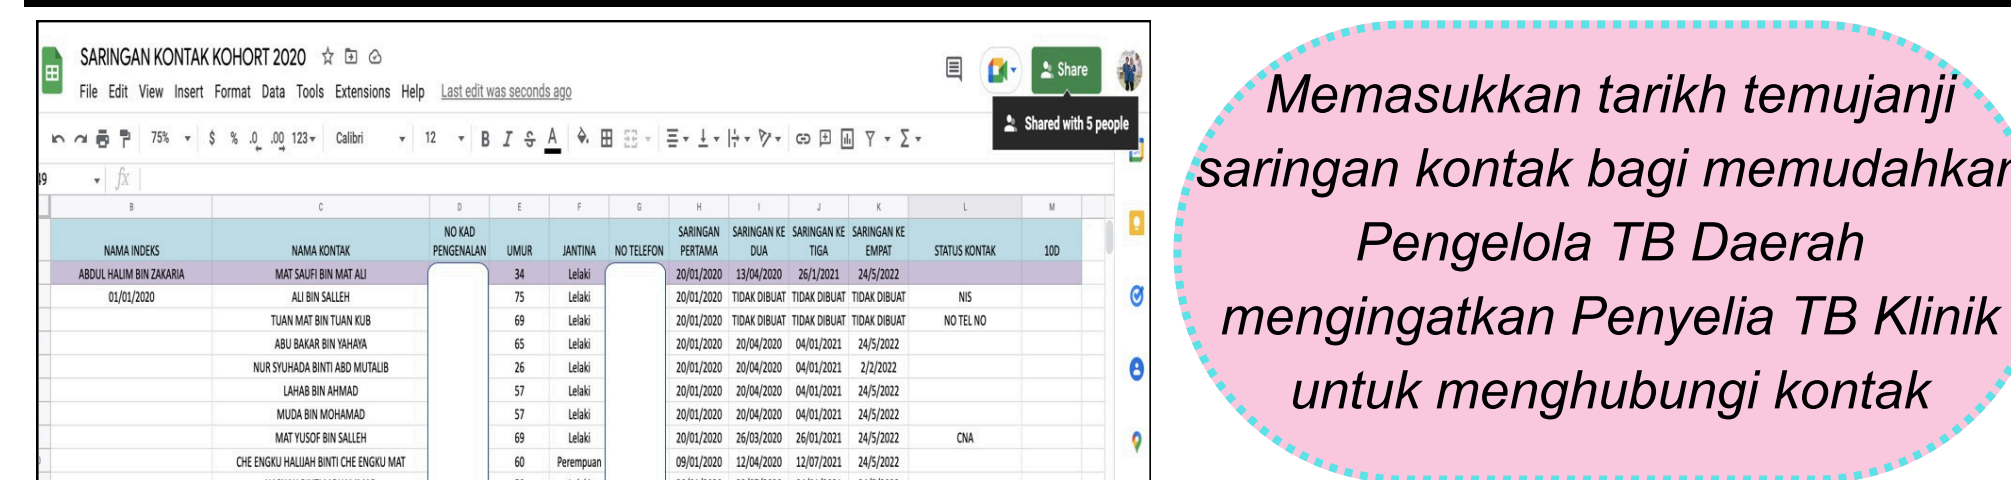 SARINGAN KONTAK KOHORT 2020
File Edit View Insert Format Data Tools Extensions Help Last edit was seconds ago
Share
Shared with 5 people
75% $ % .0 .00 123 Calibri 12 B I S A
fx
B C D E F G H I J K L M
NAMA INDEKS NAMA KONTAK NO KAD PENGENALAN UMUR JANTINA NO TELEFON SARINGAN PERTAMA SARINGAN KE DUA SARINGAN KE TIGA SARINGAN KE EMPAT STATUS KONTAK 10D
ABDUL HALIM BIN ZAKARIA MAT SAUFI BIN MAT ALI 34 Lelaki 20/01/2020 13/04/2020 26/1/2021 24/5/2022
01/01/2020 ALI BIN SALLEH 75 Lelaki 20/01/2020 TIDAK DIBUAT TIDAK DIBUAT TIDAK DIBUAT NIS
TUAN MAT BIN TUAN KUB 69 Lelaki 20/01/2020 TIDAK DIBUAT TIDAK DIBUAT TIDAK DIBUAT NO TEL NO
ABU BAKAR BIN YAHAYA 65 Lelaki 20/01/2020 20/04/2020 04/01/2021 24/5/2022
NUR SYUHADA BINTI ABD MUTALIB 26 Lelaki 20/01/2020 20/04/2020 04/01/2021 2/2/2022
LAHAB BIN AHMAD 57 Lelaki 20/01/2020 20/04/2020 04/01/2021 24/5/2022
MUDA BIN MOHAMAD 57 Lelaki 20/01/2020 20/04/2020 04/01/2021 24/5/2022
MAT YUSOF BIN SALLEH 69 Lelaki 20/01/2020 26/03/2020 26/01/2021 24/5/2022 CNA
CHE ENGKU HALIJAH BINTI CHE ENGKU MAT 60 Perempuan 09/01/2020 12/04/2020 12/07/2021 24/5/2022
Memasukkan tarikh temujanji
saringan kontak bagi memudahkan
Pengelola TB Daerah
mengingatkan Penyelia TB Klinik
untuk menghubungi kontak